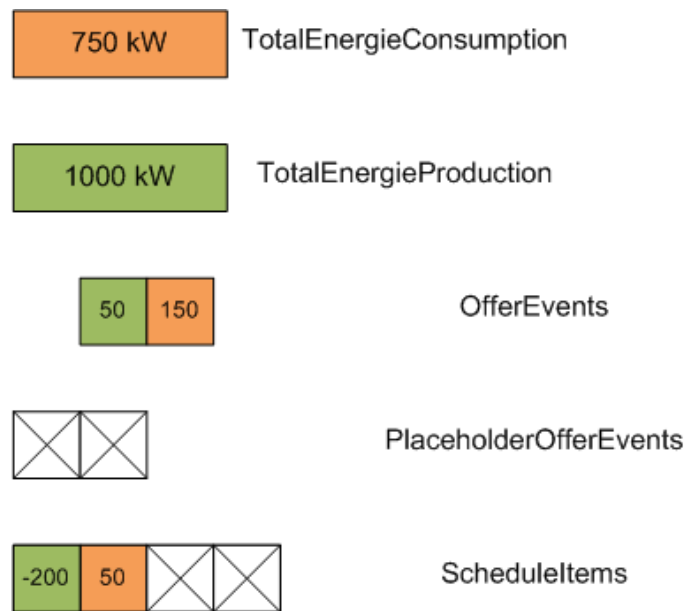 750 kW TotalEnergieConsumption
1000 kW TotalEnergieProduction
50 150 OfferEvents
PlaceholderOfferEvents
-200 50 ScheduleItems